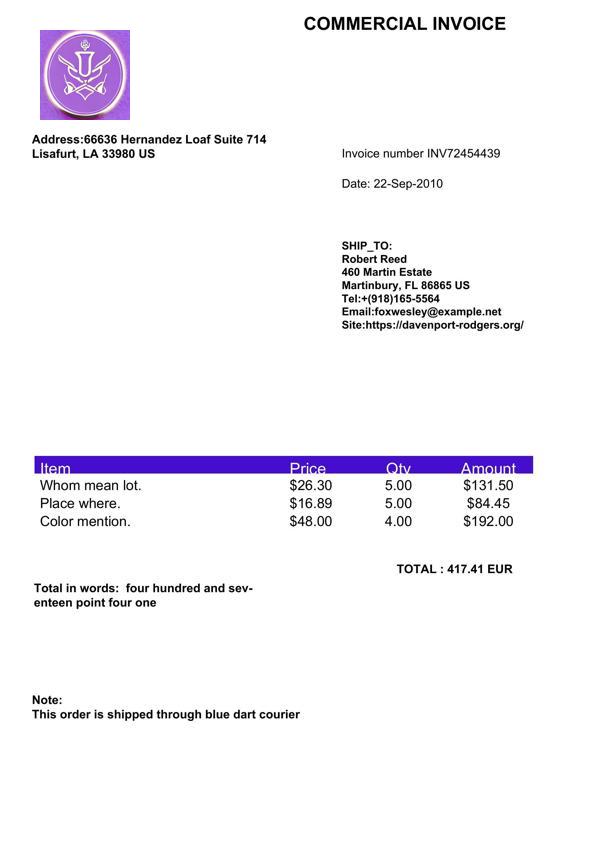 COMMERCIAL INVOICE
Address:66636 Hernandez Loaf Suite 714
Lisafurt, LA 33980 US
Invoice number INV72454439
Date: 22-Sep-2010
SHIP_TO:
Robert Reed
460 Martin Estate
Martinbury, FL 86865 US
Tel:+(918)165-5564
Email:foxwesley@example.net
Site:https://davenport-rodgers.org/
Item Price Qty Amount
Whom mean lot. $26.30 5.00 $131.50
Place where. $16.89 5.00 $84.45
Color mention. $48.00 4.00 $192.00
TOTAL : 417.41 EUR
Total in words: four hundred and sev-
enteen point four one
Note:
This order is shipped through blue dart courier